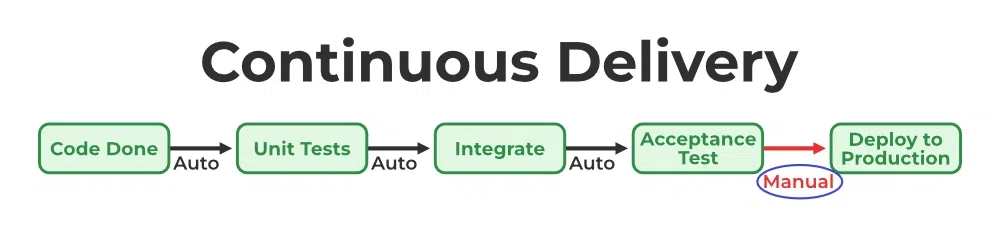 Continuous Delivery
Code Done
Auto
Unit Tests
Auto
Integrate
Auto
Acceptance
Test
Manual
Deploy to
Production